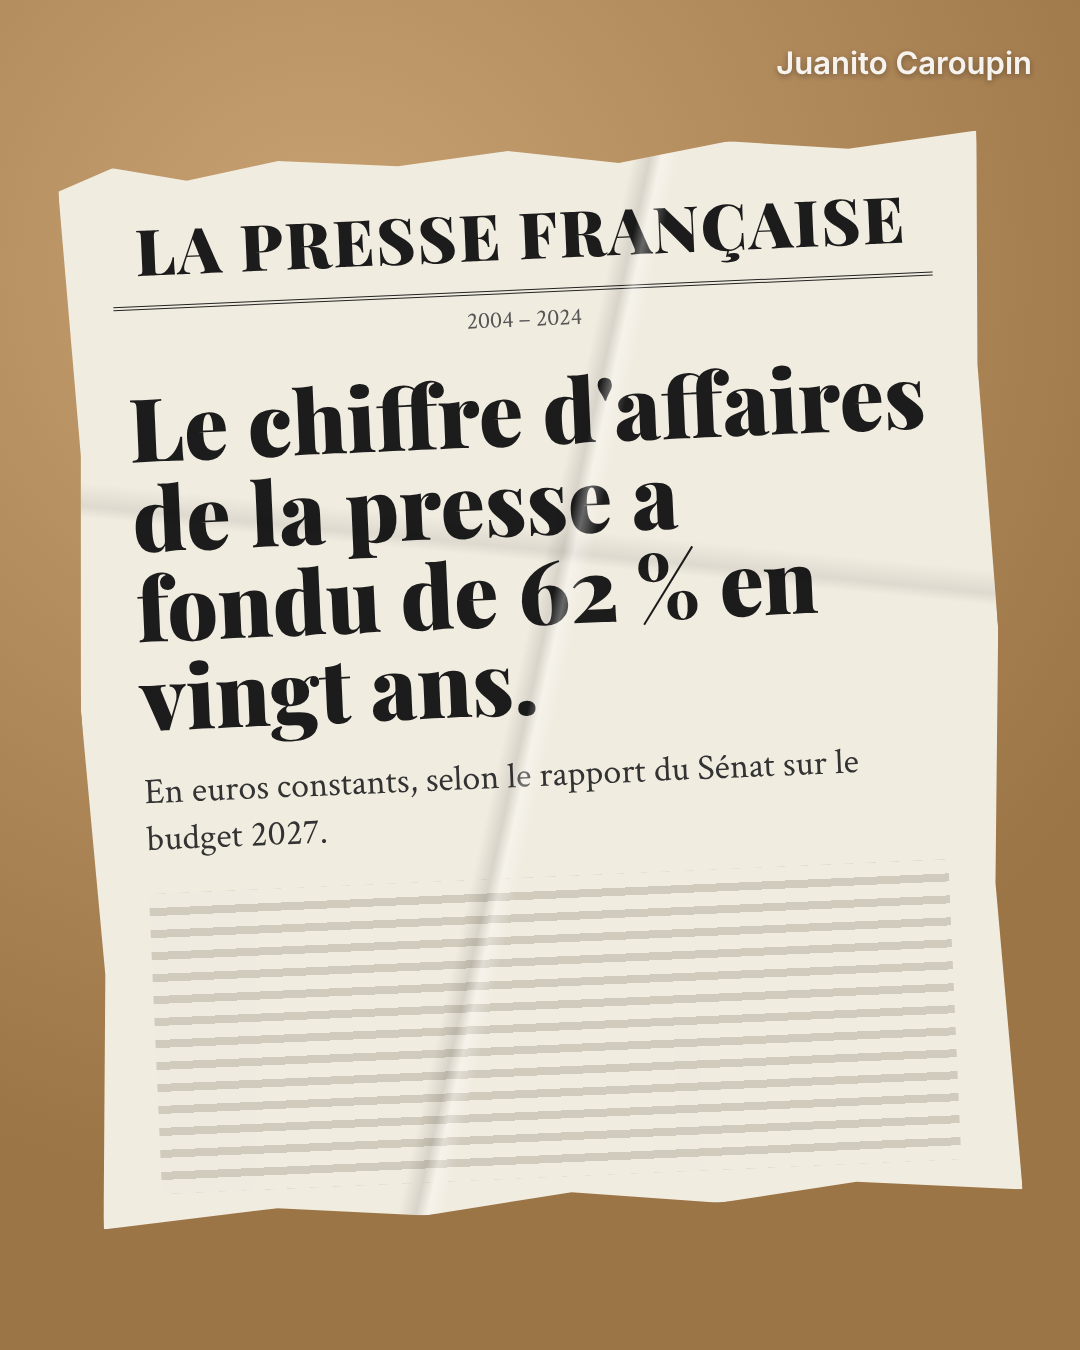 Juanito Caroupin
LA PRESSE FRANÇAISE
2004 – 2024
Le chiffre d'affaires
de la presse a
fondu de 62 % en
vingt ans.
En euros constants, selon le rapport du Sénat sur le
budget 2027.